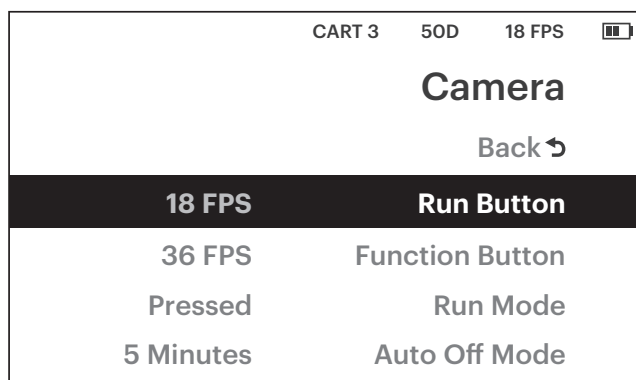 CART 3 50D 18 FPS
Camera
Back
18 FPS Run Button
36 FPS Function Button
Pressed Run Mode
5 Minutes Auto Off Mode